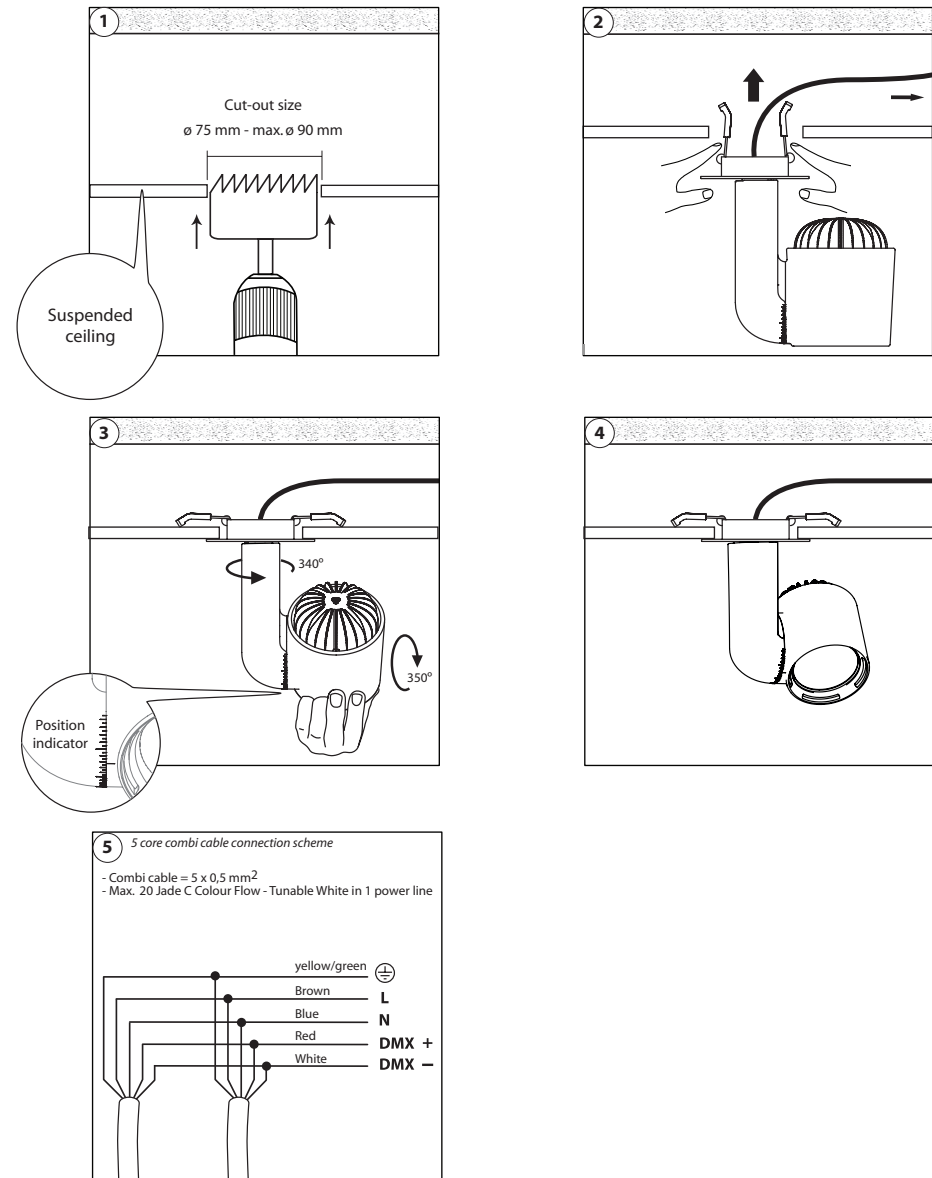 1
Cut-out size
ø 75 mm - max. ø 90 mm
Suspended
ceiling
2
3
340°
350°
Position
indicator
4
5 5 core combi cable connection scheme
- Combi cable = 5 x 0,5 mm2
- Max. 20 Jade C Colour Flow - Tunable White in 1 power line
yellow/green
Brown L
Blue N
Red DMX +
White DMX –